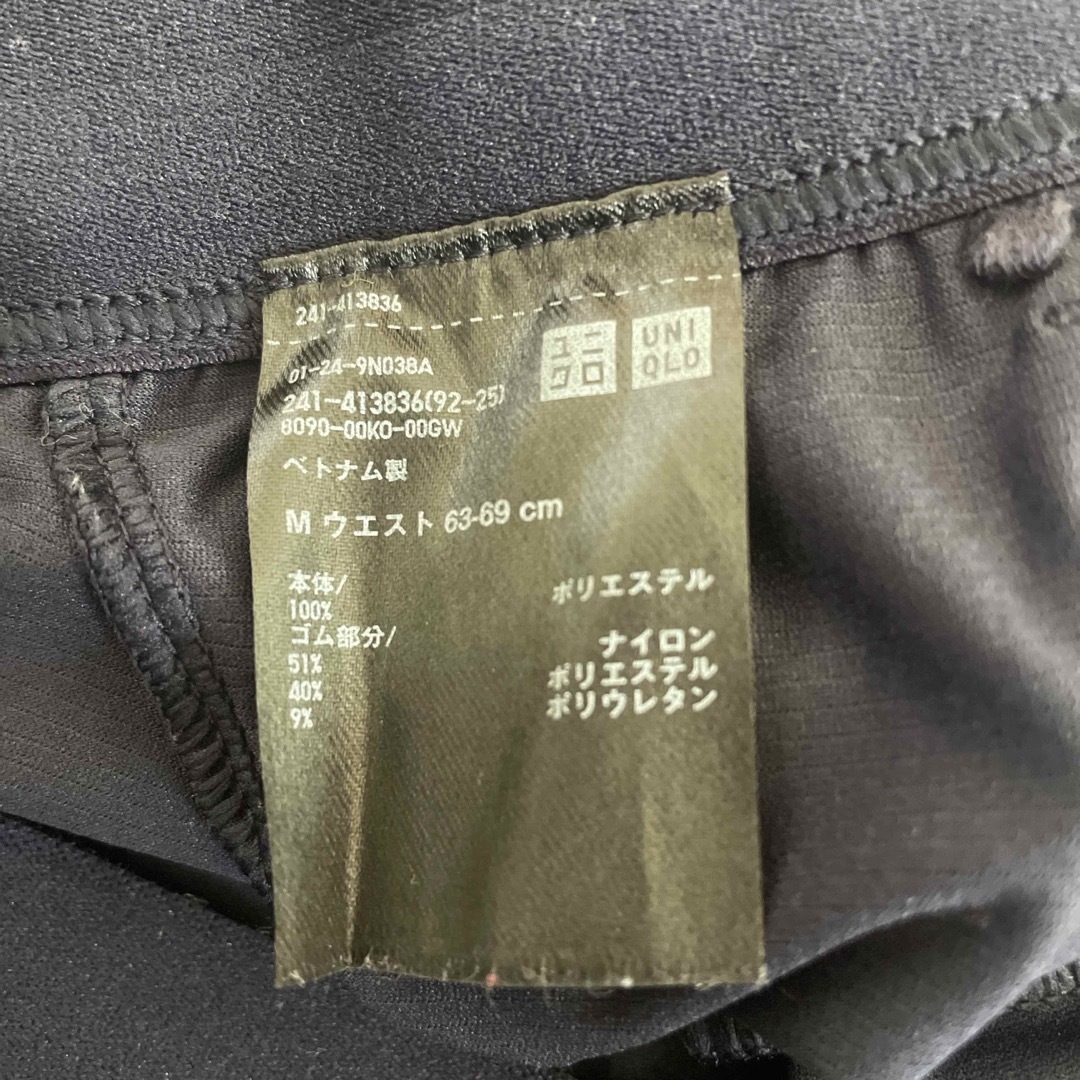 241-413836
ユニクロ UNIQLO
01-24-9N038A
241-413836(92-25)
8090-00K0-00GW
ベトナム製
M ウエスト 63-69 cm
本体/
100% ポリエステル
ゴム部分/
51% ナイロン
40% ポリエステル
9% ポリウレタン